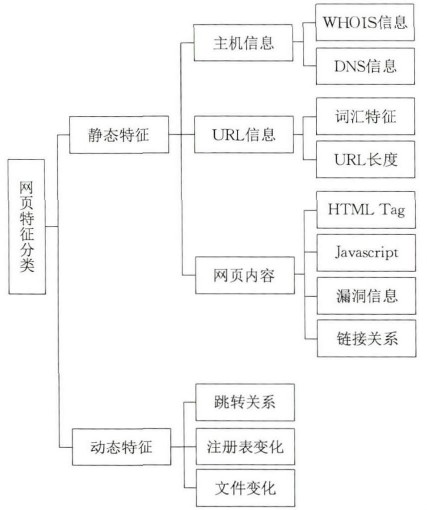 网页特征分类
静态特征
主机信息
WHOIS信息
DNS信息
URL信息
词汇特征
URL长度
网页内容
HTML Tag
Javascript
漏洞信息
链接关系
动态特征
跳转关系
注册表变化
文件变化